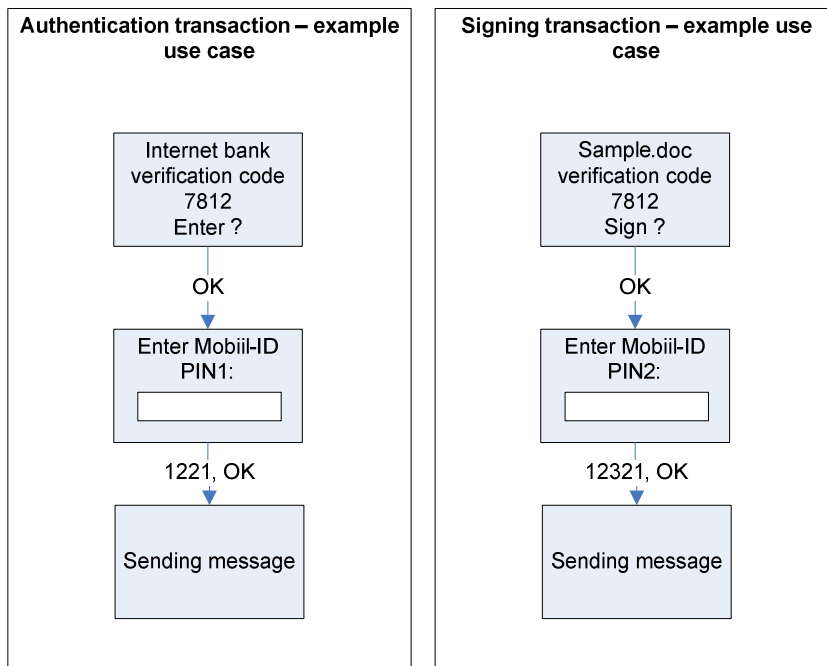 Authentication transaction – example
use case
Internet bank
verification code
7812
Enter ?
OK
Enter Mobiil-ID
PIN1:
1221, OK
Sending message
Signing transaction – example use
case
Sample.doc
verification code
7812
Sign ?
OK
Enter Mobiil-ID
PIN2:
12321, OK
Sending message